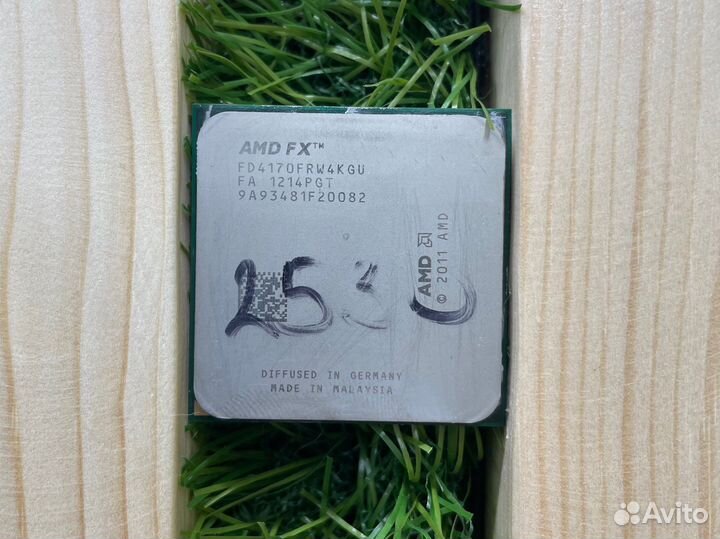 AMD FX™
FD4170FRW4KGU
FA 1214PGT
9A93481F20082
AMD
© 2011 AMD
DIFFUSED IN GERMANY
MADE IN MALAYSIA
Avito